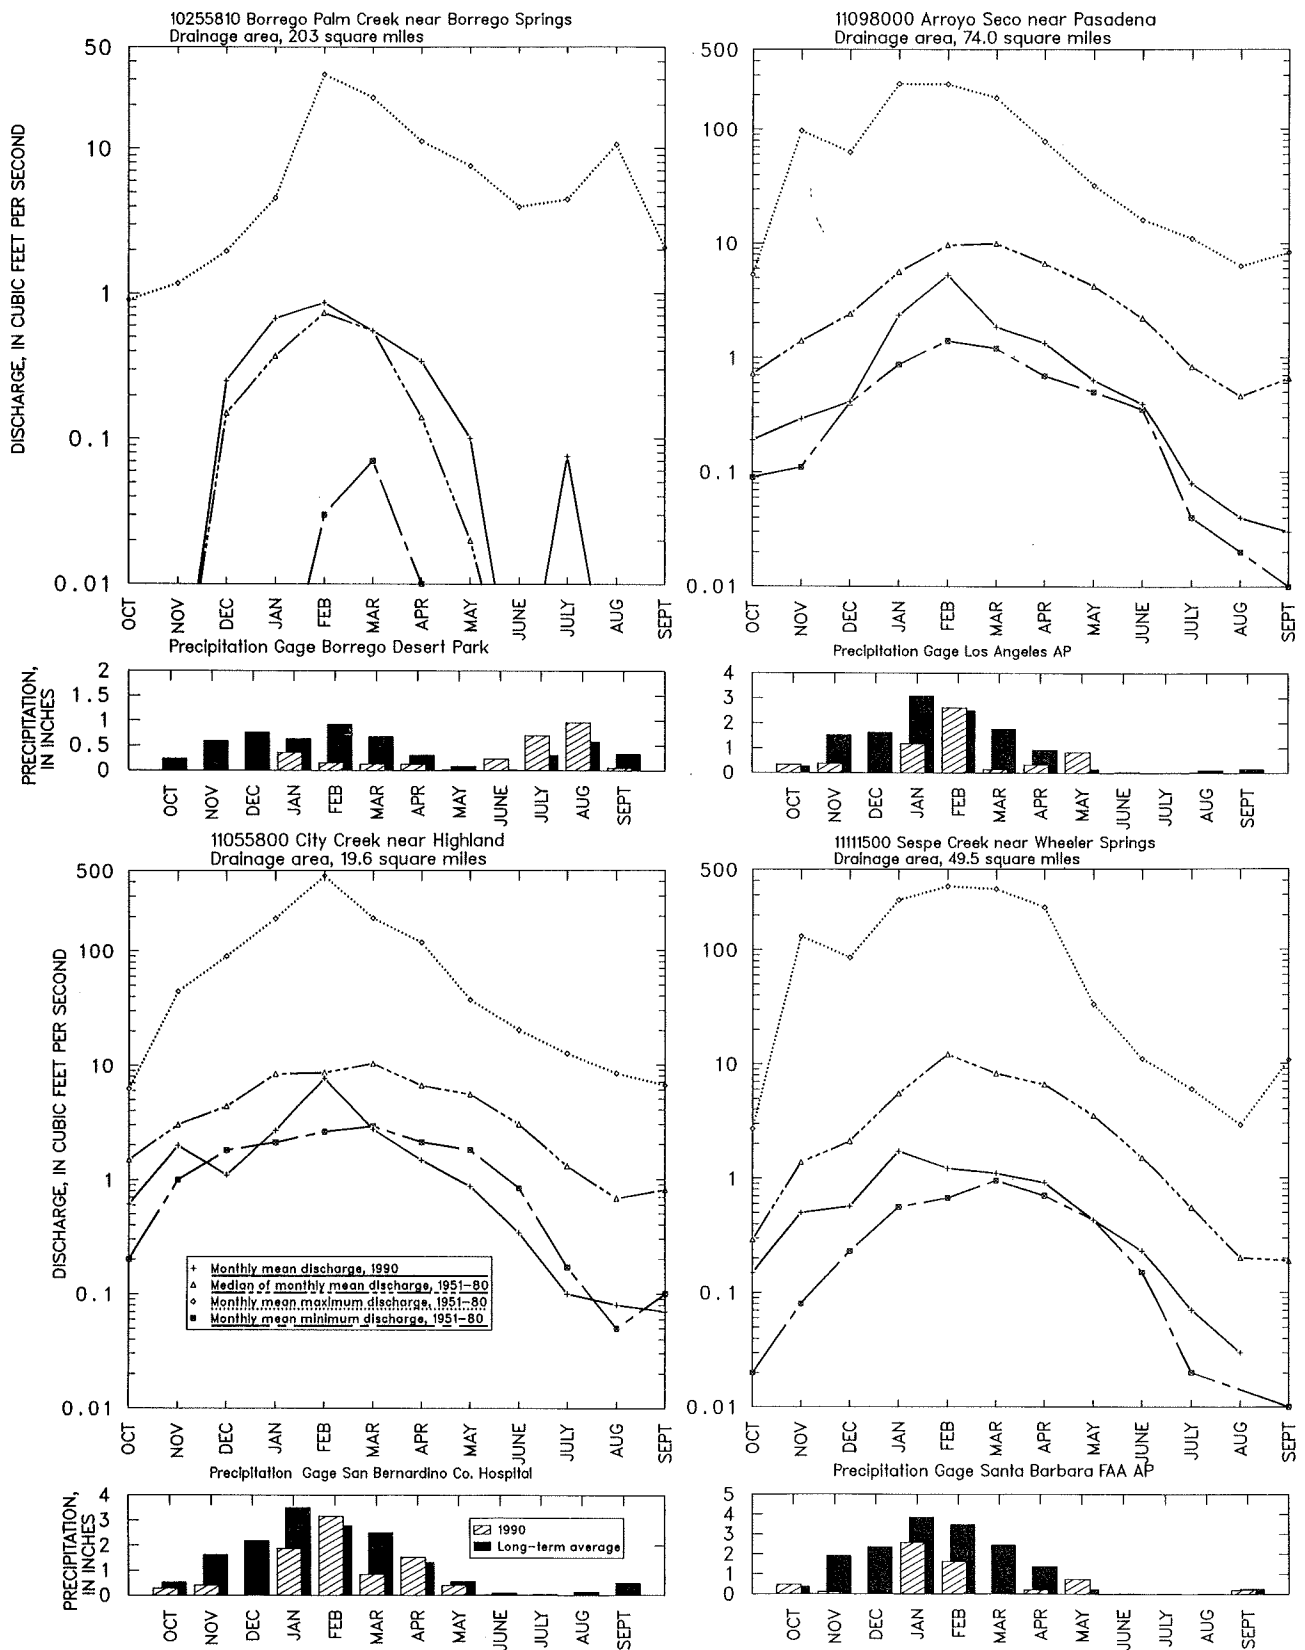 10255810 Borrego Palm Creek near Borrego Springs
Drainage area, 203 square miles
DISCHARGE, IN CUBIC FEET PER SECOND
50
10
1
0.1
0.01
OCT NOV DEC JAN FEB MAR APR MAY JUNE JULY AUG SEPT
Precipitation Gage Borrego Desert Park
PRECIPITATION,
IN INCHES
2
1.5
1
0.5
0
OCT NOV DEC JAN FEB MAR APR MAY JUNE JULY AUG SEPT
11098000 Arroyo Seco near Pasadena
Drainage area, 74.0 square miles
500
100
10
1
0.1
0.01
OCT NOV DEC JAN FEB MAR APR MAY JUNE JULY AUG SEPT
Precipitation Gage Los Angeles AP
4
3
2
1
0
OCT NOV DEC JAN FEB MAR APR MAY JUNE JULY AUG SEPT
11055800 City Creek near Highland
Drainage area, 19.6 square miles
DISCHARGE, IN CUBIC FEET PER SECOND
500
100
10
1
0.1
0.01
Monthly mean discharge, 1990
Median of monthly mean discharge, 1951-80
Monthly mean maximum discharge, 1951-80
Monthly mean minimum discharge, 1951-80
OCT NOV DEC JAN FEB MAR APR MAY JUNE JULY AUG SEPT
Precipitation Gage San Bernardino Co. Hospital
PRECIPITATION,
IN INCHES
4
3
2
1
0
1990
Long-term average
OCT NOV DEC JAN FEB MAR APR MAY JUNE JULY AUG SEPT
11111500 Sespe Creek near Wheeler Springs
Drainage area, 49.5 square miles
500
100
10
1
0.1
0.01
OCT NOV DEC JAN FEB MAR APR MAY JUNE JULY AUG SEPT
Precipitation Gage Santa Barbara FAA AP
5
4
3
2
1
0
OCT NOV DEC JAN FEB MAR APR MAY JUNE JULY AUG SEPT